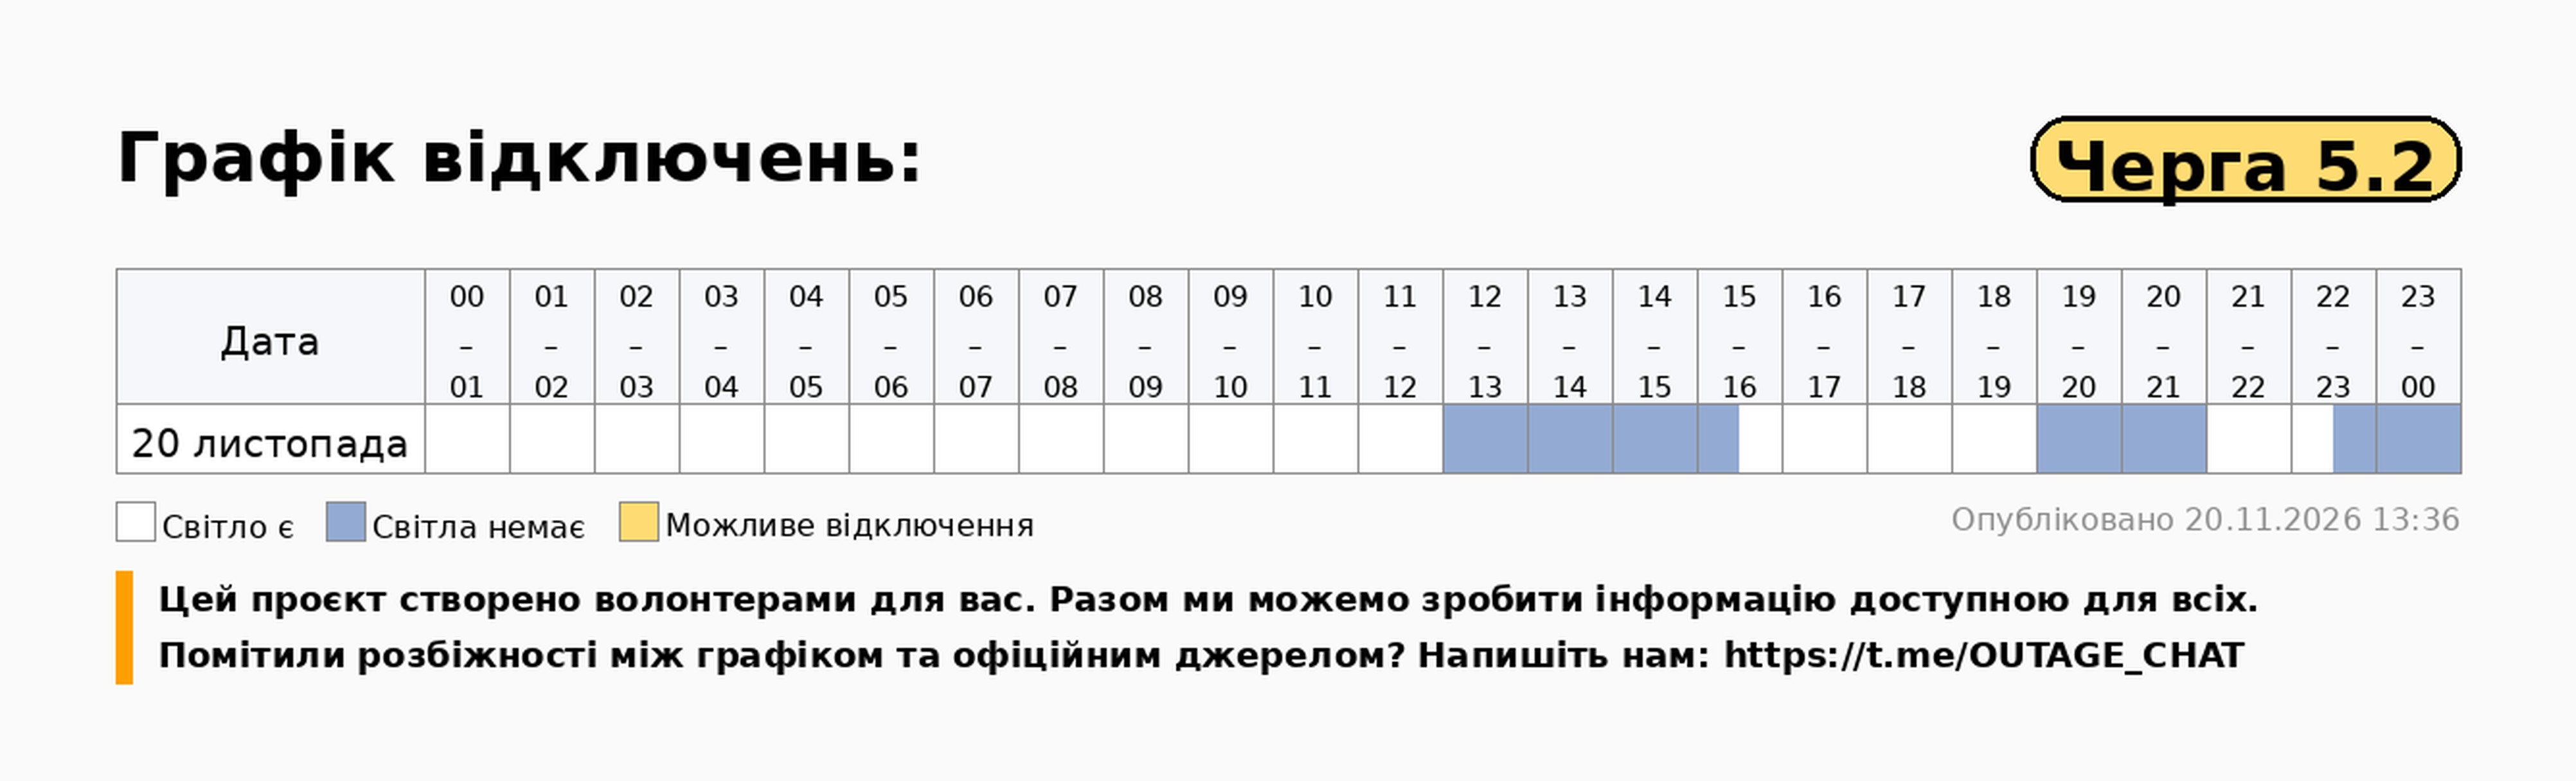 Графік відключень:
Черга 5.2
Дата
00 – 01
01 – 02
02 – 03
03 – 04
04 – 05
05 – 06
06 – 07
07 – 08
08 – 09
09 – 10
10 – 11
11 – 12
12 – 13
13 – 14
14 – 15
15 – 16
16 – 17
17 – 18
18 – 19
19 – 20
20 – 21
21 – 22
22 – 23
23 – 00
20 листопада
Світло є
Світла немає
Можливе відключення
Опубліковано 20.11.2026 13:36
Цей проєкт створено волонтерами для вас. Разом ми можемо зробити інформацію доступною для всіх.
Помітили розбіжності між графіком та офіційним джерелом? Напишіть нам: https://t.me/OUTAGE_CHAT